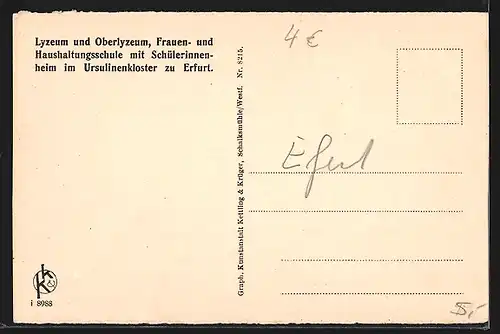 Lyzeum und Oberlyzeum, Frauen- und
Haushaltungsschule mit Schülerinnen-
heim im Ursulinenkloster zu Erfurt.
4 €
Graph. Kunstanstalt Kettling & Krüger, Schalksmühle/Westf. Nr. 8215.
KK
i 8988
5,-